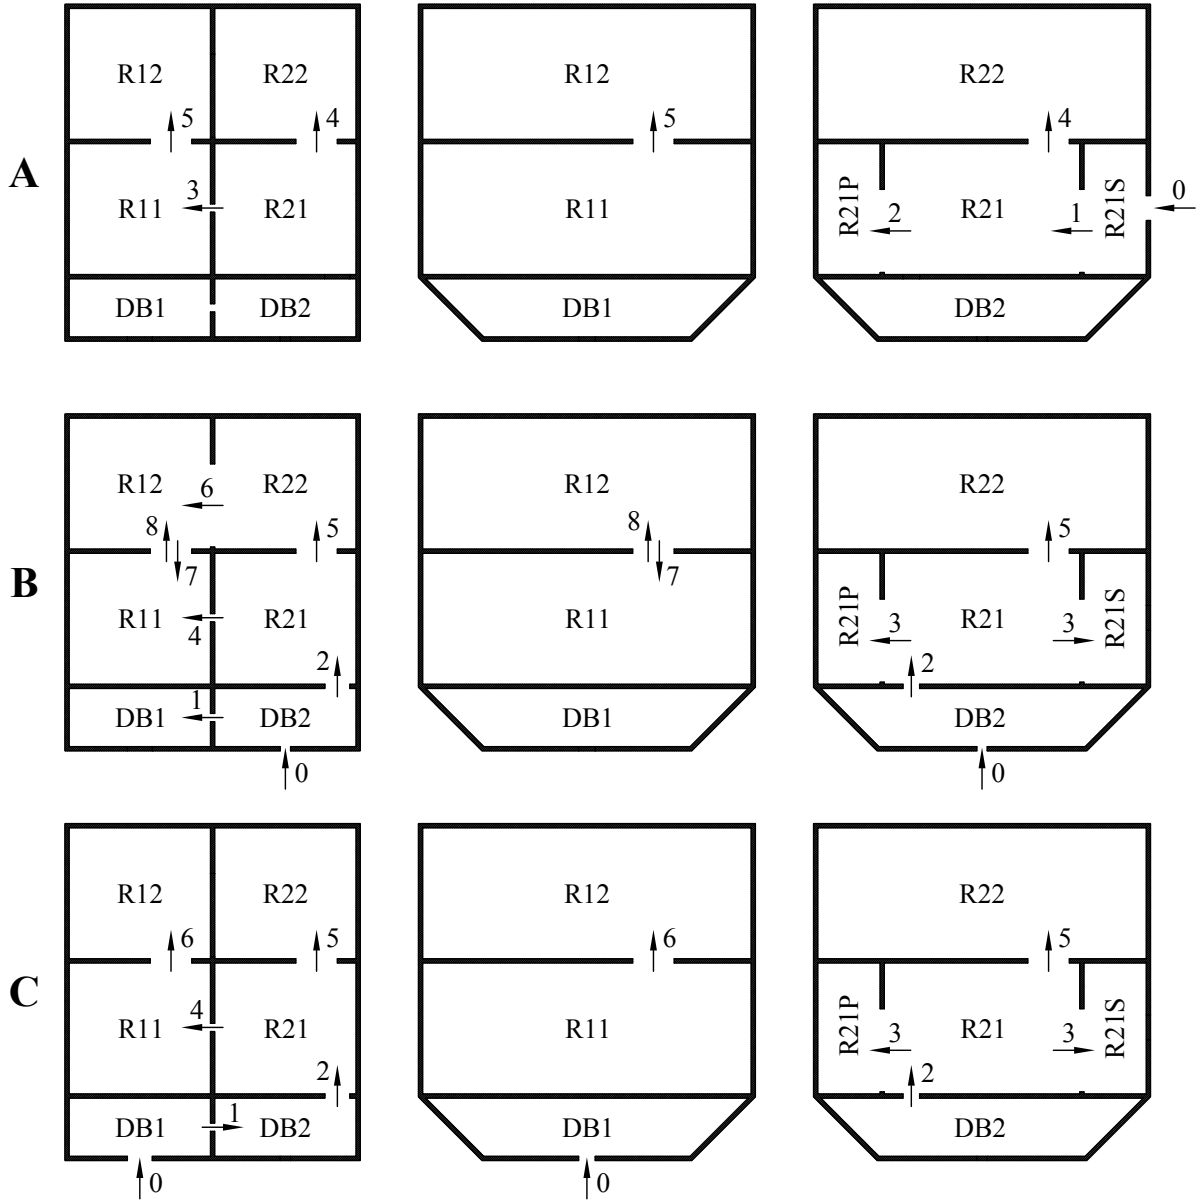 R12 R22 R12 R22
5 4 5 4
A
R11 3 R21 R11 R21P 2 R21 1 R21S 0
DB1 DB2 DB1 DB2
R12 6 R22 R12 R22
8 5 8 5
7 7
B
R11 4 R21 R11 R21P 3 R21 3 R21S
2 2
DB1 1 DB2 DB1 DB2
0 0
R12 R22 R12 R22
6 5 6 5
C
R11 4 R21 R11 R21P 3 R21 3 R21S
2 2
DB1 1 DB2 DB1 DB2
0 0